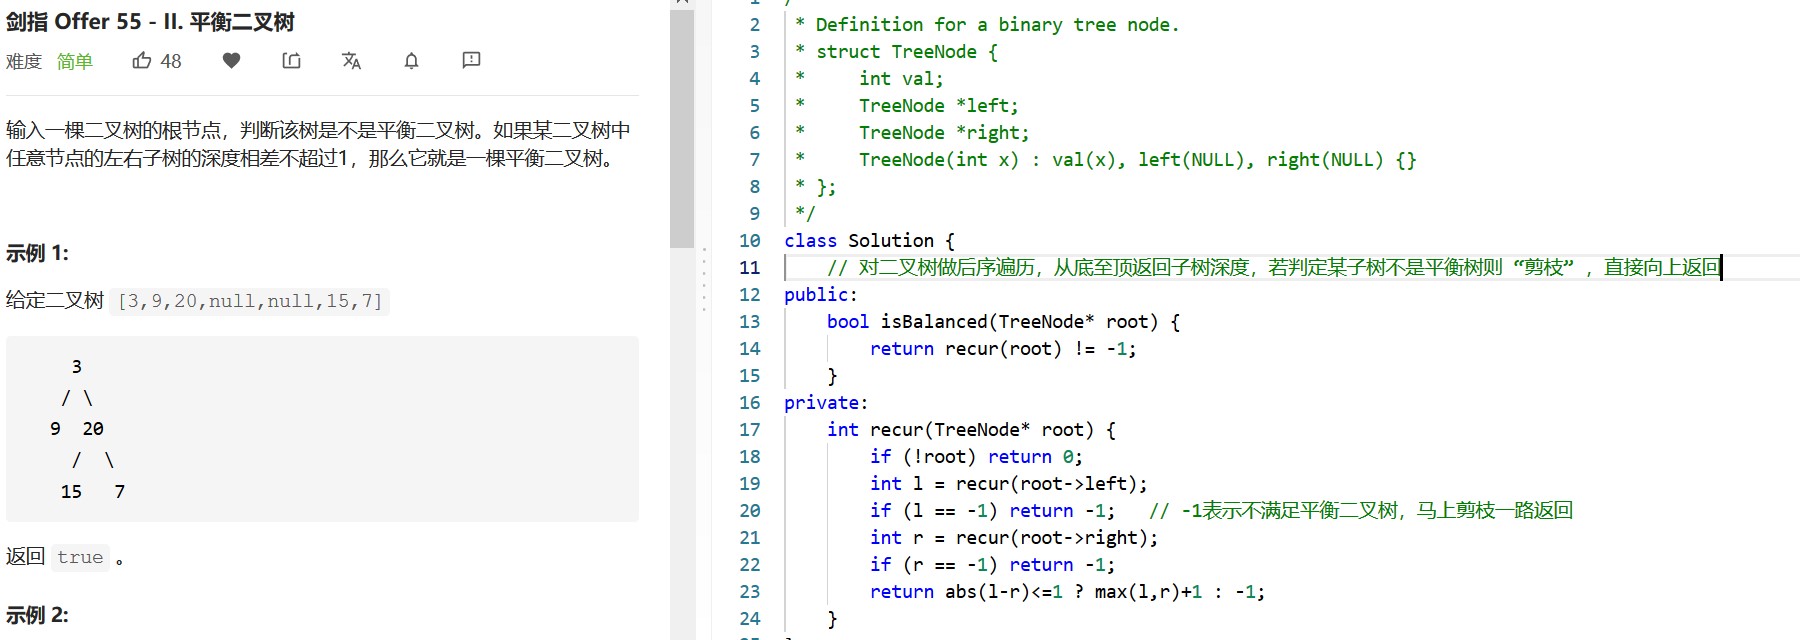 剑指 Offer 55 - II. 平衡二叉树
难度 简单 48
输入一棵二叉树的根节点，判断该树是不是平衡二叉树。如果某二叉树中
任意节点的左右子树的深度相差不超过1，那么它就是一棵平衡二叉树。
示例 1:
给定二叉树 [3,9,20,null,null,15,7]
3
/ \
9 20
/ \
15 7
返回 true 。
示例 2:
2 * Definition for a binary tree node.
3 * struct TreeNode {
4 * int val;
5 * TreeNode *left;
6 * TreeNode *right;
7 * TreeNode(int x) : val(x), left(NULL), right(NULL) {}
8 * };
9 */
10 class Solution {
11 // 对二叉树做后序遍历，从底至顶返回子树深度，若判定某子树不是平衡树则 “剪枝” ，直接向上返回
12 public:
13 bool isBalanced(TreeNode* root) {
14 return recur(root) != -1;
15 }
16 private:
17 int recur(TreeNode* root) {
18 if (!root) return 0;
19 int l = recur(root->left);
20 if (l == -1) return -1; // -1表示不满足平衡二叉树，马上剪枝一路返回
21 int r = recur(root->right);
22 if (r == -1) return -1;
23 return abs(l-r)<=1 ? max(l,r)+1 : -1;
24 }